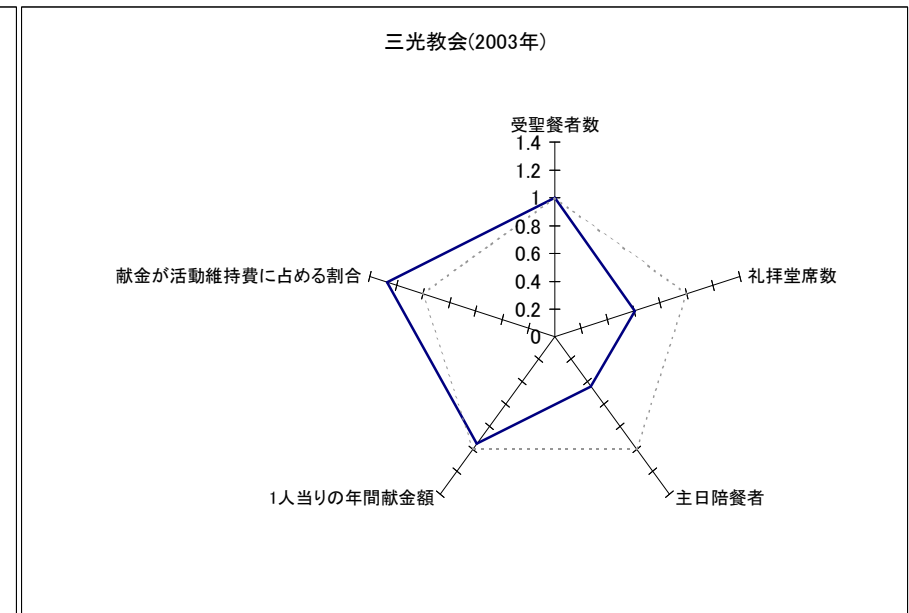 三光教会(2003年)
受聖餐者数
1.4
1.2
1
0.8
0.6
0.4
0.2
0
礼拝堂席数
主日陪餐者
1人当りの年間献金額
献金が活動維持費に占める割合